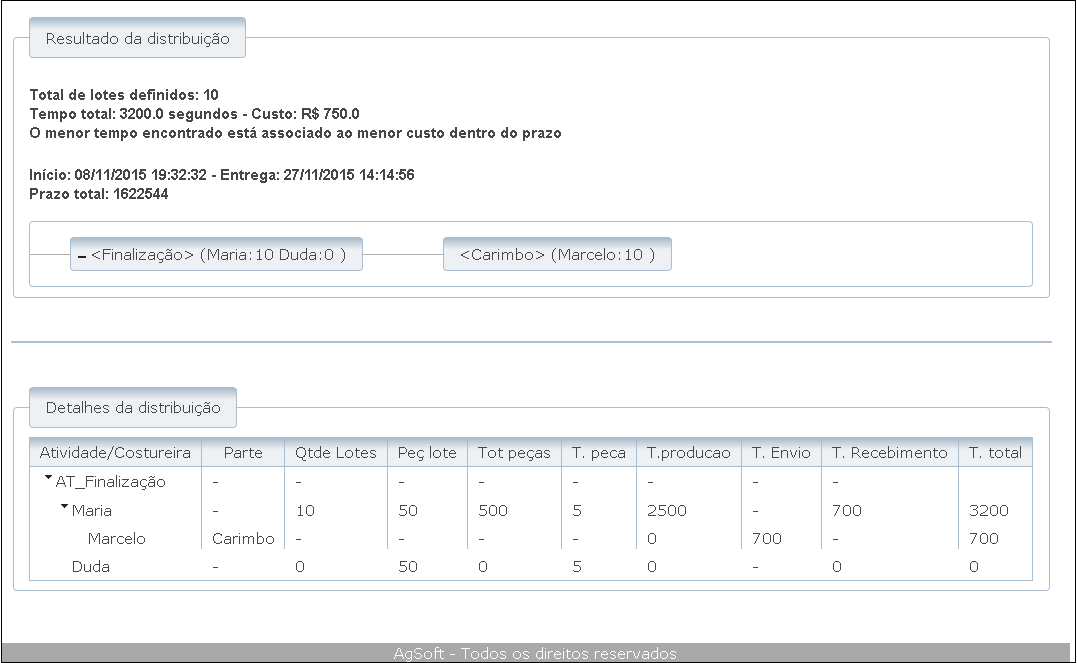 Resultado da distribuição
Total de lotes definidos: 10
Tempo total: 3200.0 segundos - Custo: R$ 750.0
O menor tempo encontrado está associado ao menor custo dentro do prazo
Início: 08/11/2015 19:32:32 - Entrega: 27/11/2015 14:14:56
Prazo total: 1622544
<Finalização> (Maria:10 Duda:0 ) <Carimbo> (Marcelo:10 )
Detalhes da distribuição
Atividade/Costureira Parte Qtde Lotes Peç lote Tot peças T. peca T.producao T. Envio T. Recebimento T. total
AT_Finalização - - - - - - - -
Maria - 10 50 500 5 2500 - 700 3200
Marcelo Carimbo - - - - 0 700 - 700
Duda - 0 50 0 5 0 - 0 0
AgSoft - Todos os direitos reservados